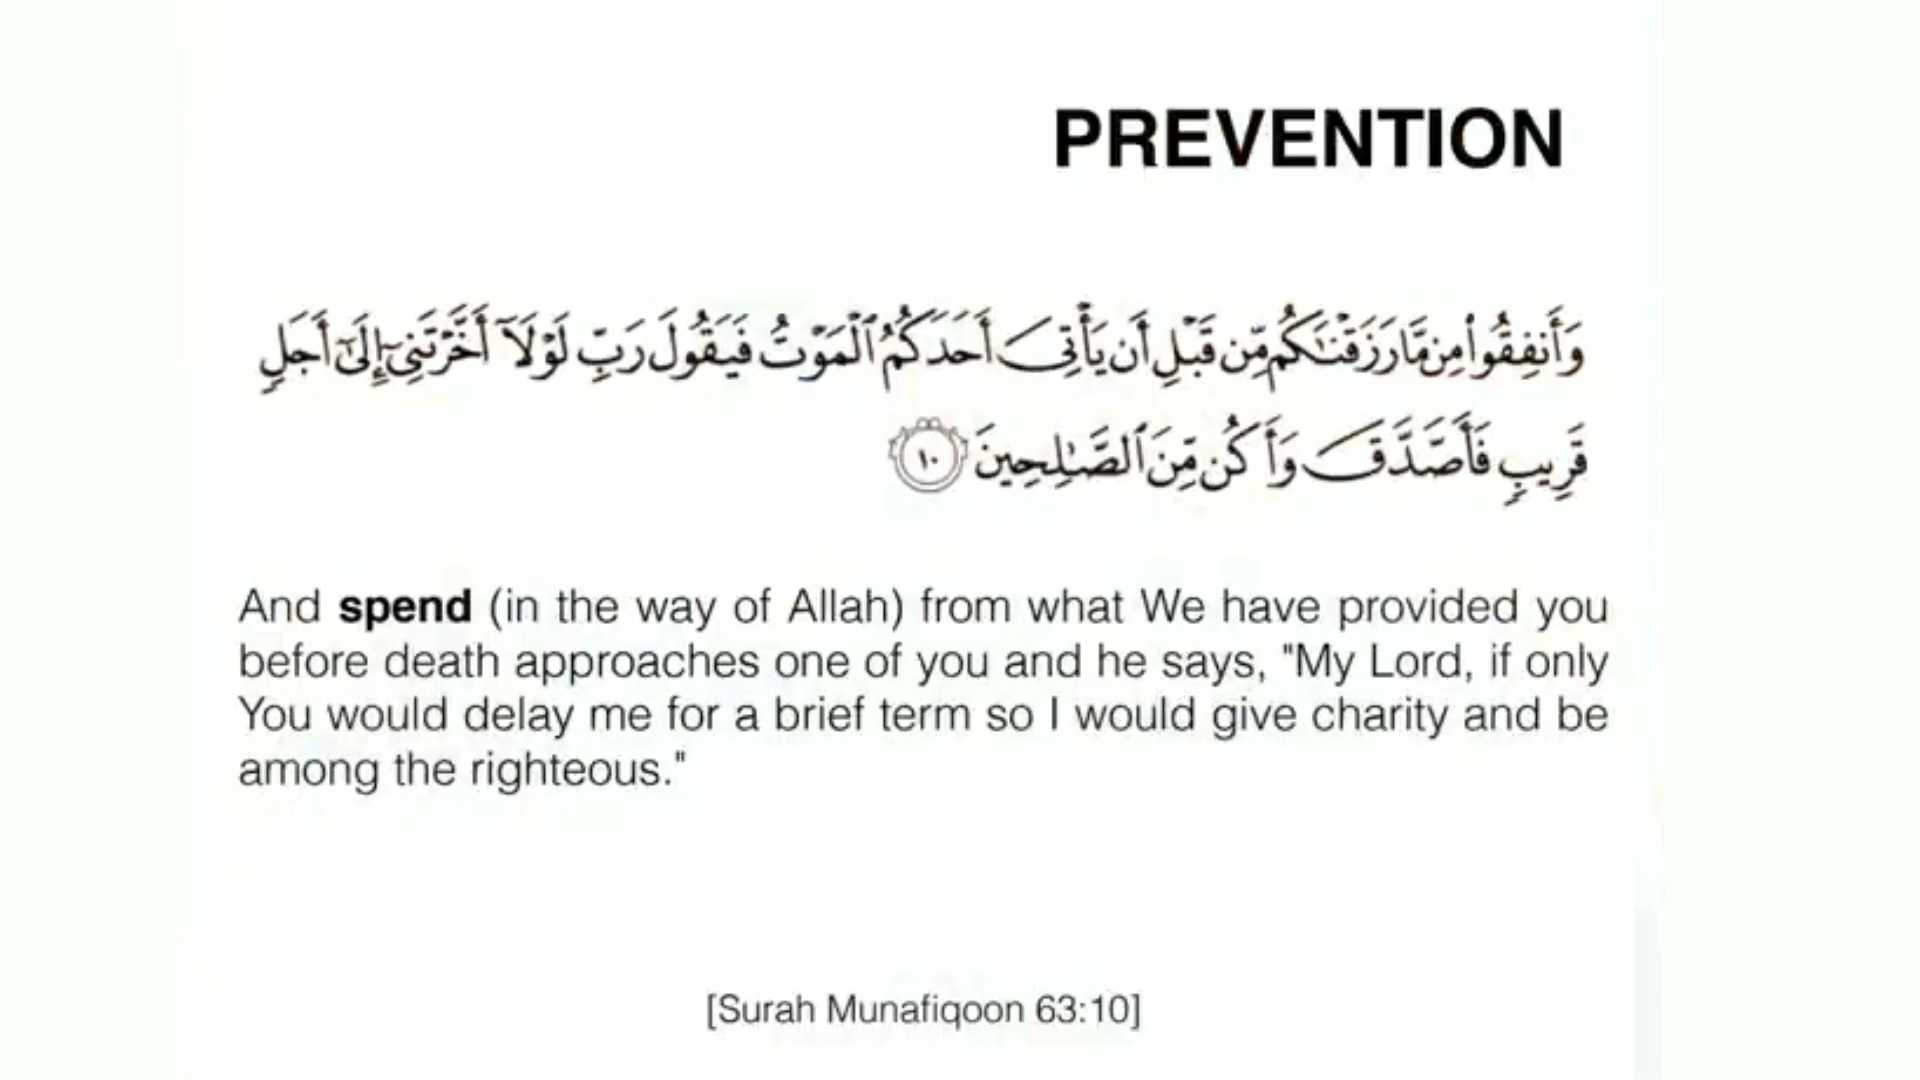 PREVENTION
وَأَنفِقُوا۟ مِن مَّا رَزَقْنَـٰكُم مِّن قَبْلِ أَن يَأْتِىَ أَحَدَكُمُ ٱلْمَوْتُ فَيَقُولَ رَبِّ لَوْلَآ أَخَّرْتَنِىٓ إِلَىٰٓ أَجَلٍ
قَرِيبٍ فَأَصَّدَّقَ وَأَكُن مِّنَ ٱلصَّـٰلِحِينَ ١٠
And spend (in the way of Allah) from what We have provided you
before death approaches one of you and he says, "My Lord, if only
You would delay me for a brief term so I would give charity and be
among the righteous."
[Surah Munafiqoon 63:10]